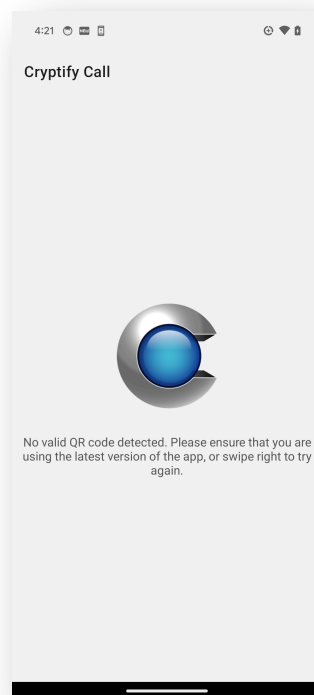 4:21
Cryptify Call
No valid QR code detected. Please ensure that you are
using the latest version of the app, or swipe right to try
again.